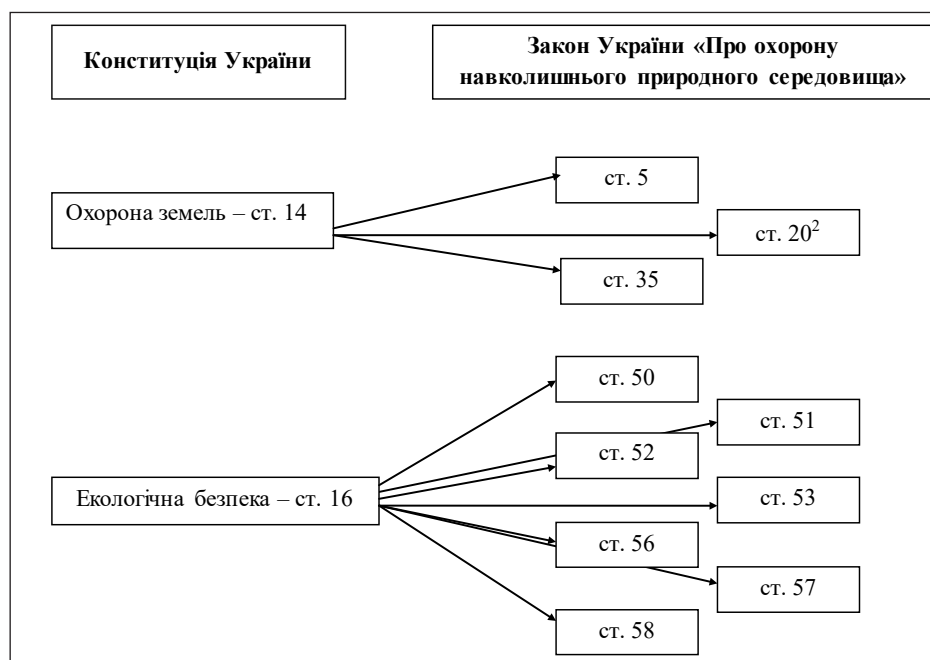 Конституція України
Закон України «Про охорону
навколишнього природного середовища»
ст. 5
Охорона земель – ст. 14
ст. 20²
ст. 35
ст. 50
ст. 51
ст. 52
Екологічна безпека – ст. 16
ст. 53
ст. 56
ст. 57
ст. 58